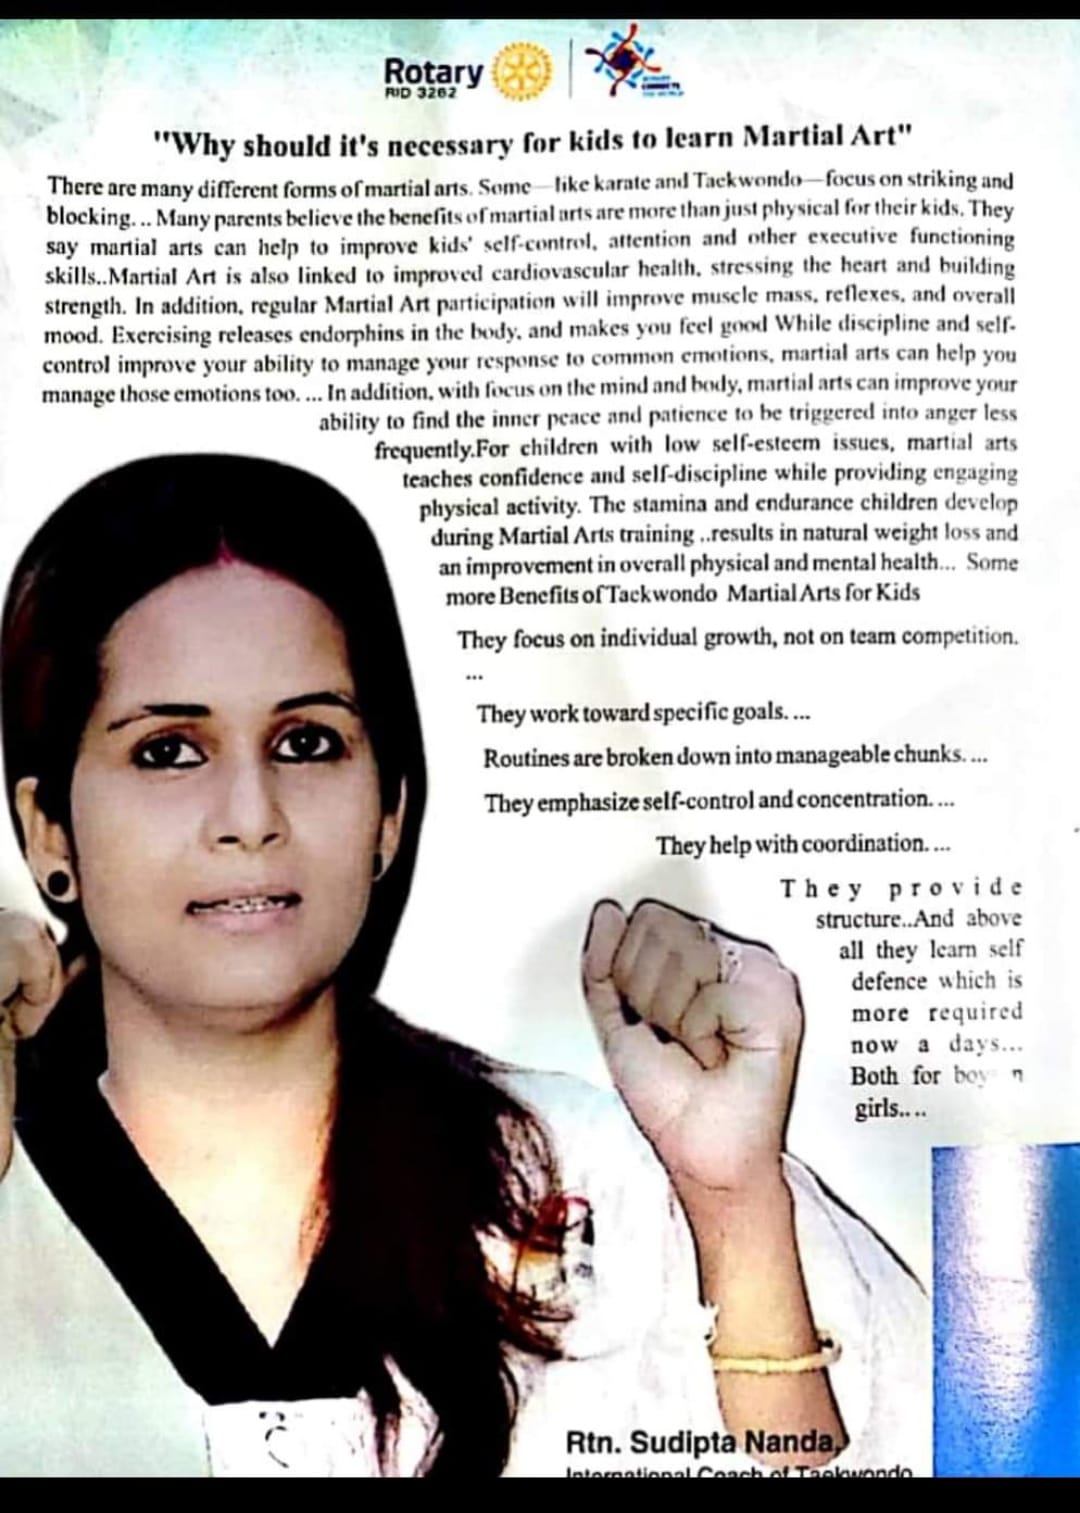 Rotary
RID 3262
"Why should it's necessary for kids to learn Martial Art"
There are many different forms of martial arts. Some—like karate and Taekwondo—focus on striking and
blocking. .. Many parents believe the benefits of martial arts are more than just physical for their kids. They
say martial arts can help to improve kids' self-control, attention and other executive functioning
skills..Martial Art is also linked to improved cardiovascular health, stressing the heart and building
strength. In addition, regular Martial Art participation will improve muscle mass, reflexes, and overall
mood. Exercising releases endorphins in the body, and makes you feel good While discipline and self-
control improve your ability to manage your response to common emotions, martial arts can help you
manage those emotions too. ... In addition, with focus on the mind and body, martial arts can improve your
ability to find the inner peace and patience to be triggered into anger less
frequently.For children with low self-esteem issues, martial arts
teaches confidence and self-discipline while providing engaging
physical activity. The stamina and endurance children develop
during Martial Arts training ..results in natural weight loss and
an improvement in overall physical and mental health... Some
more Benefits of Taekwondo Martial Arts for Kids
They focus on individual growth, not on team competition.
...
They work toward specific goals. ...
Routines are broken down into manageable chunks. ...
They emphasize self-control and concentration. ...
They help with coordination. ...
They provide
structure..And above
all they learn self
defence which is
more required
now a days...
Both for boy n
girls.. ..
Rtn. Sudipta Nanda,
International Coach of Taekwondo